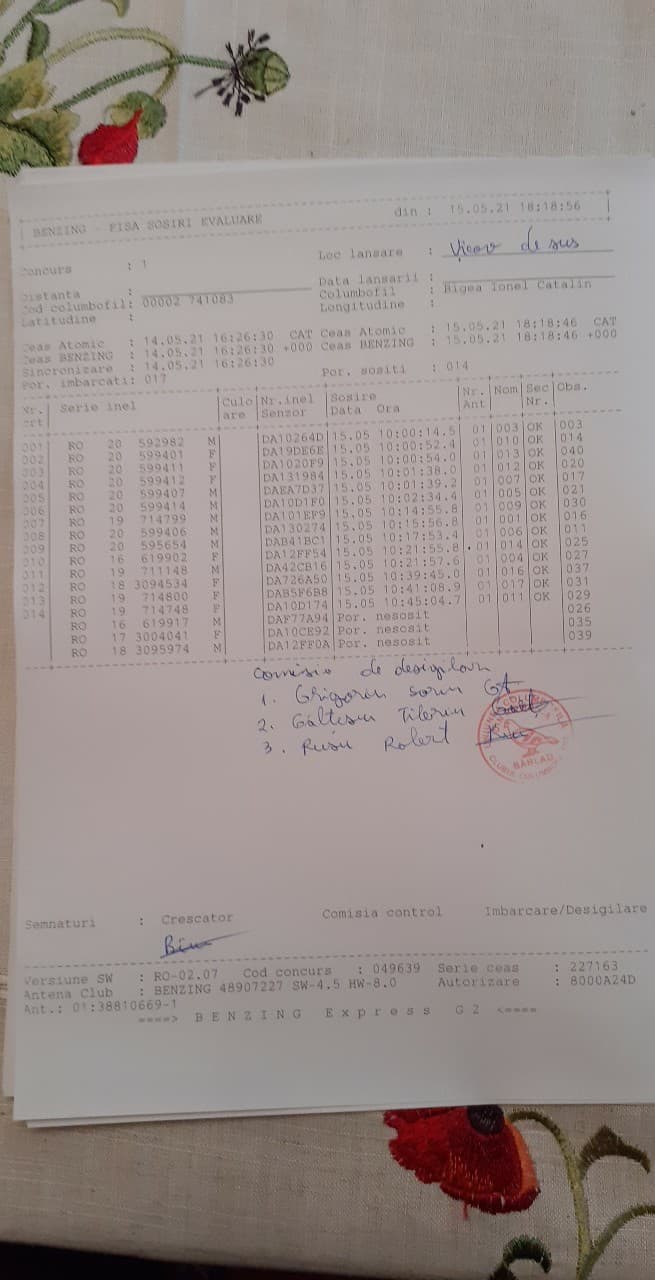 BENZING FISA SOSIRI EVALUARE din : 15.05.21 18:18:56
Concurs : 1 Loc lansare : Vicov de sus
Distanta : Data lansarii :
Cod columbofil: 00002 741083 Columbofil : Bigea Ionel Catalin
Latitudine : Longitudine :
Ceas Atomic : 14.05.21 16:26:30 CAT Ceas Atomic : 15.05.21 18:18:46 CAT
Ceas BENZING : 14.05.21 16:26:30 +000 Ceas BENZING : 15.05.21 18:18:46 +000
Sincronizare : 14.05.21 16:26:30
Por. imbarcati: 017 Por. sositi : 014
Nr. crt Serie inel Culo are Nr.inel Senzor Sosire Data Ora Nr. Ant Nom Sec Nr. Obs.
001 RO 20 592982 M DA10264D 15.05 10:00:14.5 01 003 OK 003
002 RO 20 599401 F DA19DE6E 15.05 10:00:52.4 01 010 OK 014
003 RO 20 599411 F DA1020F9 15.05 10:00:54.0 01 013 OK 040
004 RO 20 599412 F DA131984 15.05 10:01:38.0 01 012 OK 020
005 RO 20 599407 M DAEA7D37 15.05 10:01:39.2 01 007 OK 017
006 RO 20 599414 M DA10D1F0 15.05 10:02:34.4 01 005 OK 021
007 RO 19 714799 M DA101EF9 15.05 10:14:55.8 01 009 OK 030
008 RO 20 599406 M DA130274 15.05 10:15:56.8 01 001 OK 016
009 RO 20 595654 M DAB41BC1 15.05 10:17:53.4 01 006 OK 011
010 RO 16 619902 F DA12FF54 15.05 10:21:55.8 01 014 OK 025
011 RO 19 711148 M DA42CB16 15.05 10:21:57.6 01 004 OK 027
012 RO 18 3094534 F DA726A50 15.05 10:39:45.0 01 016 OK 037
013 RO 19 714800 F DAB5F6B8 15.05 10:41:08.9 01 017 OK 031
014 RO 19 714748 F DA10D174 15.05 10:45:04.7 01 011 OK 029
RO 16 619917 M DAF77A94 Por. nesosit 026
RO 17 3004041 F DA10CE92 Por. nesosit 035
RO 18 3095974 M DA12FF0A Por. nesosit 039
Comisia de desigilare
1. Grigoras Sorin
2. Tiberiu
3. Rusu Robert
BARLAD
Semnaturi : Crescator Comisia control Imbarcare/Desigilare
Versiune SW : RO-02.07 Cod concurs : 049639 Serie ceas : 227163
Antena Club : BENZING 48907227 SW-4.5 HW-8.0 Autorizare : 8000A24D
Ant.: 01:38810669-1
====> B E N Z I N G E x p r e s s G 2 <====